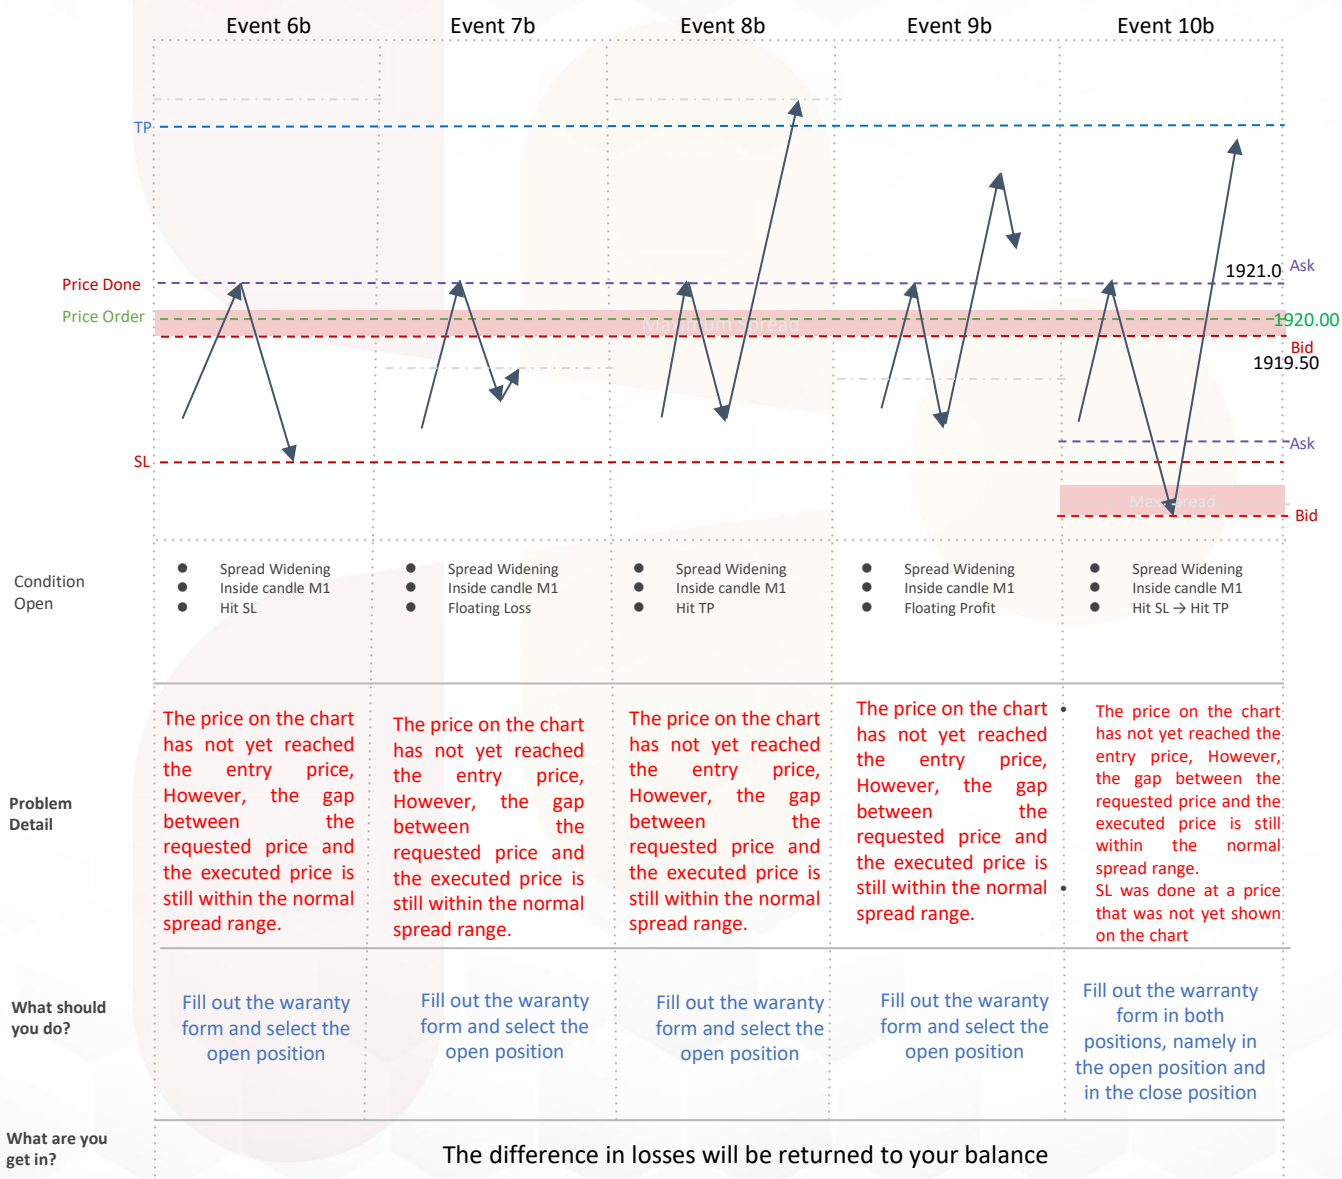 Event 6b
Event 7b
Event 8b
Event 9b
Event 10b
TP
Price Done
Price Order
SL
Maximum Spread
1921.0
Ask
1920.00
Bid
1919.50
Ask
Max Spread
Bid
Condition
Open
● Spread Widening
● Inside candle M1
● Hit SL
● Spread Widening
● Inside candle M1
● Floating Loss
● Spread Widening
● Inside candle M1
● Hit TP
● Spread Widening
● Inside candle M1
● Floating Profit
● Spread Widening
● Inside candle M1
● Hit SL → Hit TP
Problem
Detail
The price on the chart
has not yet reached
the entry price,
However, the gap
between the
requested price and
the executed price is
still within the normal
spread range.
The price on the chart
has not yet reached
the entry price,
However, the gap
between the
requested price and
the executed price is
still within the normal
spread range.
The price on the chart
has not yet reached
the entry price,
However, the gap
between the
requested price and
the executed price is
still within the normal
spread range.
The price on the chart
has not yet reached
the entry price,
However, the gap
between the
requested price and
the executed price is
still within the normal
spread range.
• The price on the chart
has not yet reached the
entry price, However,
the gap between the
requested price and the
executed price is still
within the normal
spread range.
• SL was done at a price
that was not yet shown
on the chart
What should
you do?
Fill out the waranty
form and select the
open position
Fill out the waranty
form and select the
open position
Fill out the waranty
form and select the
open position
Fill out the waranty
form and select the
open position
Fill out the warranty
form in both
positions, namely in
the open position and
in the close position
What are you
get in?
The difference in losses will be returned to your balance